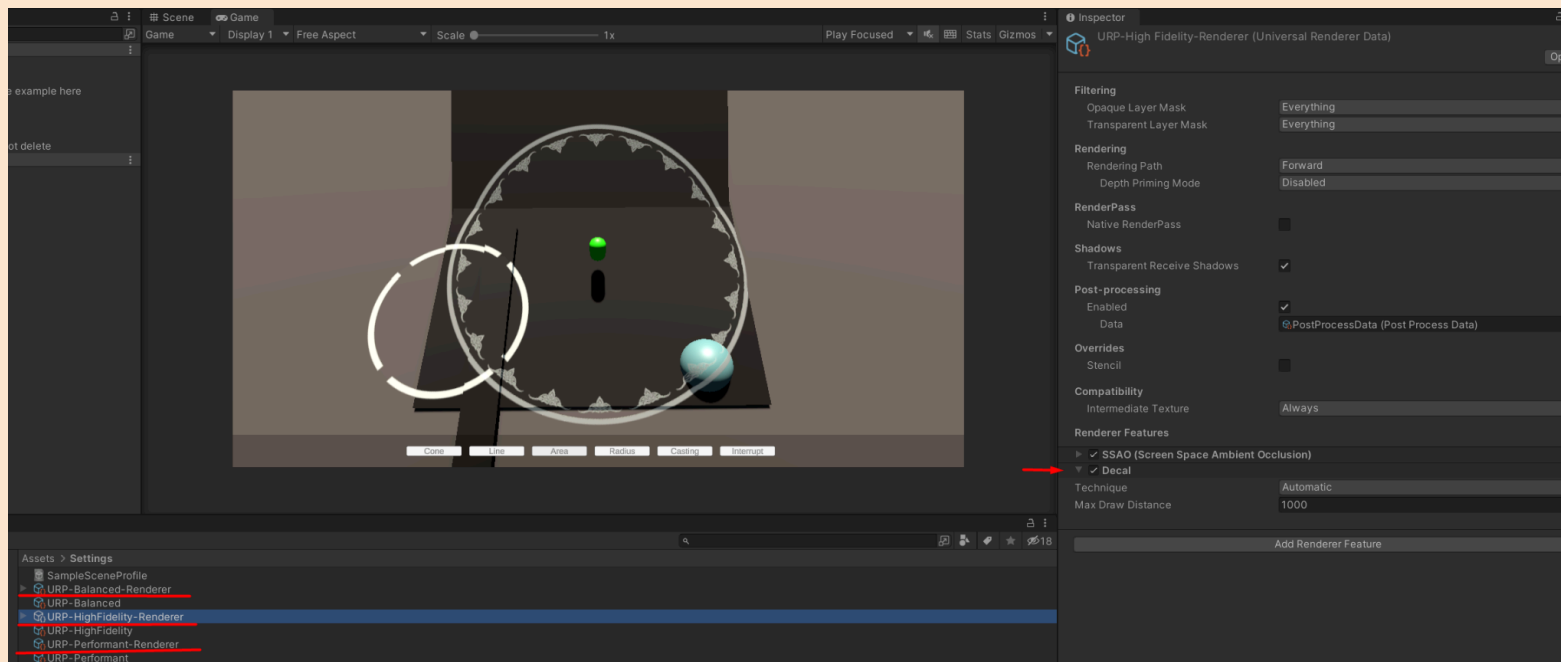 Scene
Game
Inspector
Game
Display 1
Free Aspect
Scale
1x
Play Focused
Stats
Gizmos
URP-High Fidelity-Renderer (Universal Renderer Data)
Filtering
Opaque Layer Mask Everything
Transparent Layer Mask Everything
Rendering
Rendering Path Forward
Depth Priming Mode Disabled
RenderPass
Native RenderPass
Shadows
Transparent Receive Shadows
Post-processing
Enabled
Data PostProcessData (Post Process Data)
Overrides
Stencil
Compatibility
Intermediate Texture Always
Renderer Features
SSAO (Screen Space Ambient Occlusion)
Decal
Technique Automatic
Max Draw Distance 1000
Add Renderer Feature
e example here
ot delete
Cone
Line
Area
Radius
Casting
Interrupt
18
Assets > Settings
SampleSceneProfile
URP-Balanced-Renderer
URP-Balanced
URP-HighFidelity-Renderer
URP-HighFidelity
URP-Performant-Renderer
URP-Performant